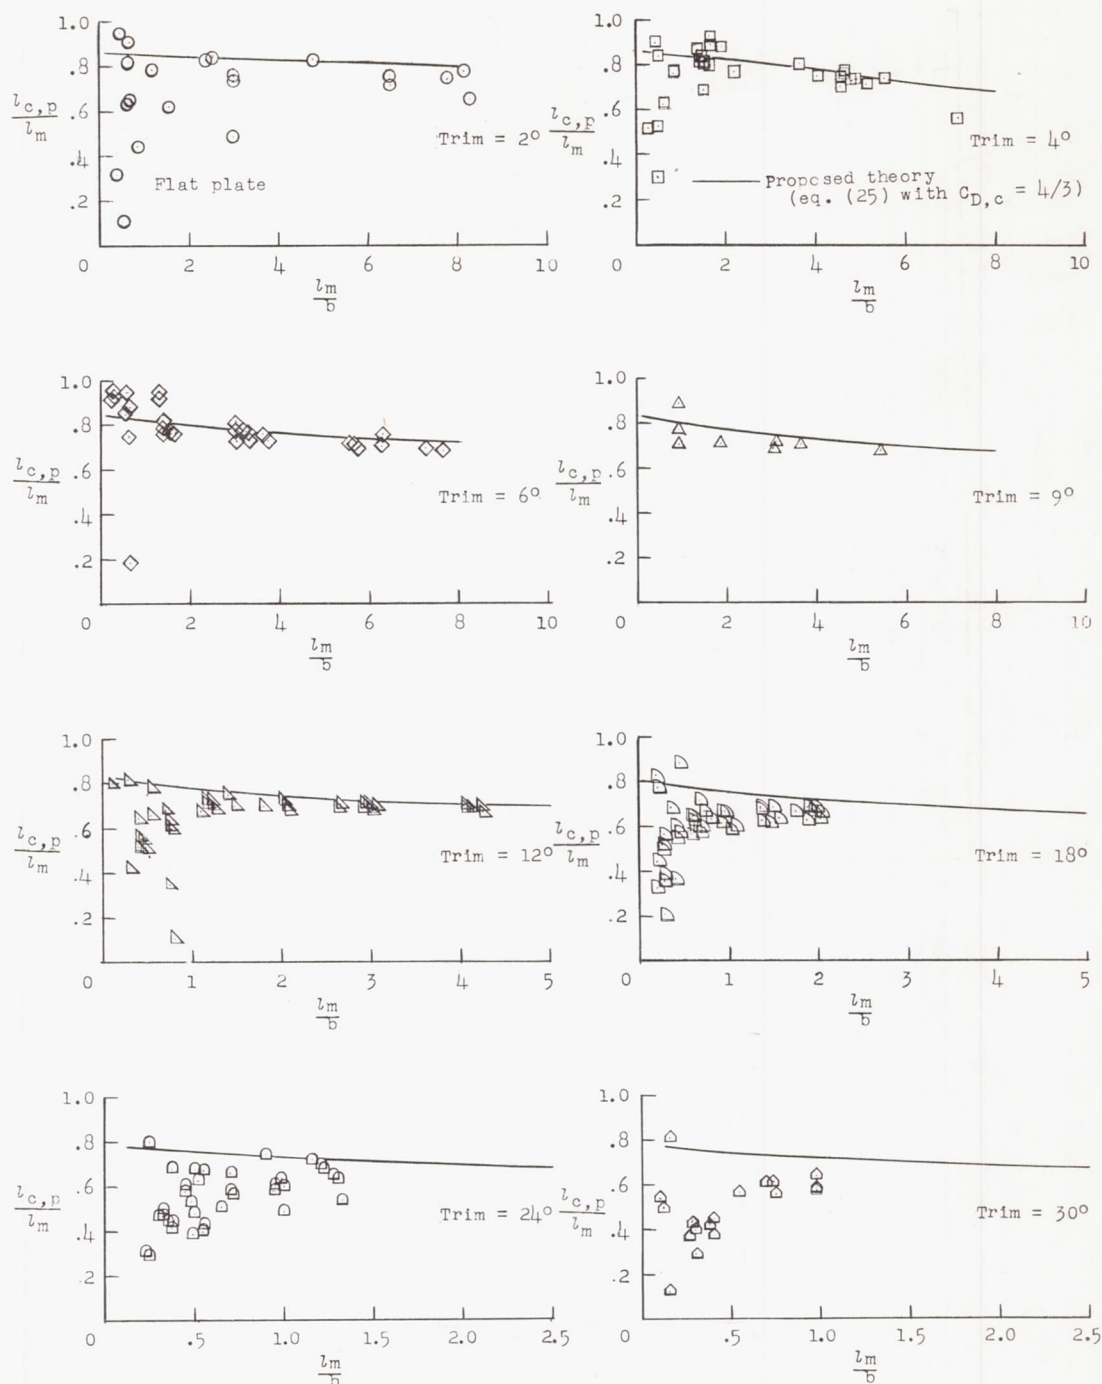 1.0
.8
.6
.4
.2
0 2 4 6 8 10
l_c,p / l_m
l_m / b
Trim = 2°
Flat plate
1.0
.8
.6
.4
.2
0 2 4 6 8 10
l_c,p / l_m
l_m / b
Trim = 4°
Proposed theory
(eq. (25) with C_D,c = 4/3)
1.0
.8
.6
.4
.2
0 2 4 6 8 10
l_c,p / l_m
l_m / b
Trim = 6°
1.0
.8
.6
.4
.2
0 2 4 6 8 10
l_c,p / l_m
l_m / b
Trim = 9°
1.0
.8
.6
.4
.2
0 1 2 3 4 5
l_c,p / l_m
l_m / b
Trim = 12°
1.0
.8
.6
.4
.2
0 1 2 3 4 5
l_c,p / l_m
l_m / b
Trim = 18°
1.0
.8
.6
.4
.2
0 .5 1.0 1.5 2.0 2.5
l_c,p / l_m
l_m / b
Trim = 24°
1.0
.8
.6
.4
.2
0 .5 1.0 1.5 2.0 2.5
l_c,p / l_m
l_m / b
Trim = 30°